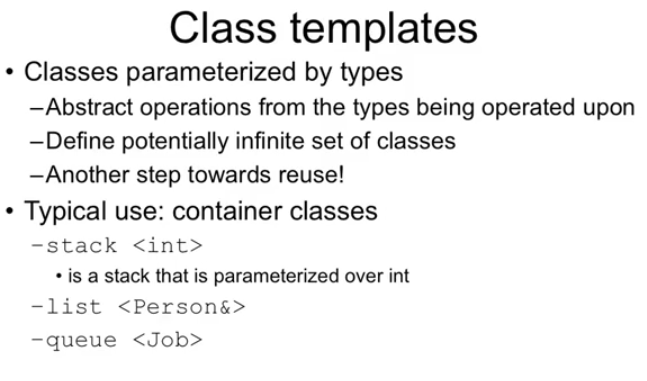 Class templates
• Classes parameterized by types
–Abstract operations from the types being operated upon
–Define potentially infinite set of classes
–Another step towards reuse!
• Typical use: container classes
–stack <int>
• is a stack that is parameterized over int
–list <Person&>
–queue <Job>